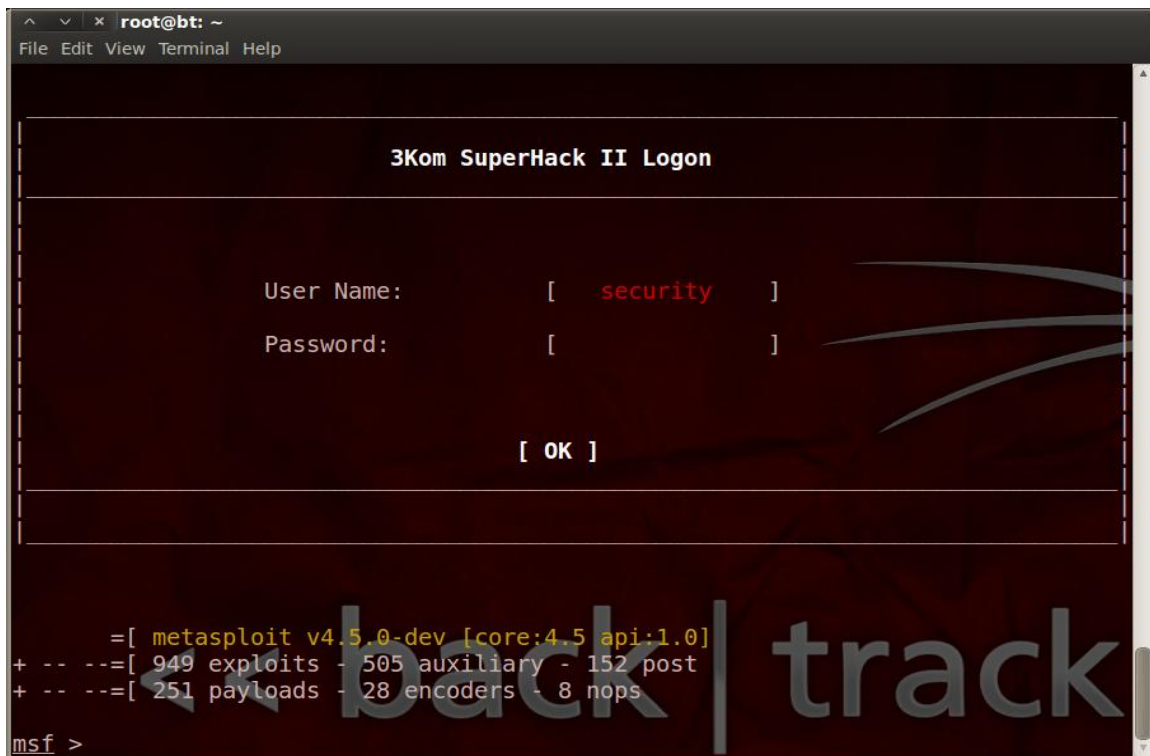 root@bt: ~
File Edit View Terminal Help
3Kom SuperHack II Logon
User Name: [ security ]
Password: [ ]
[ OK ]
=[ metasploit v4.5.0-dev [core:4.5 api:1.0]
+ -- --=[ 949 exploits - 505 auxiliary - 152 post
+ -- --=[ 251 payloads - 28 encoders - 8 nops
<< back | track
msf >